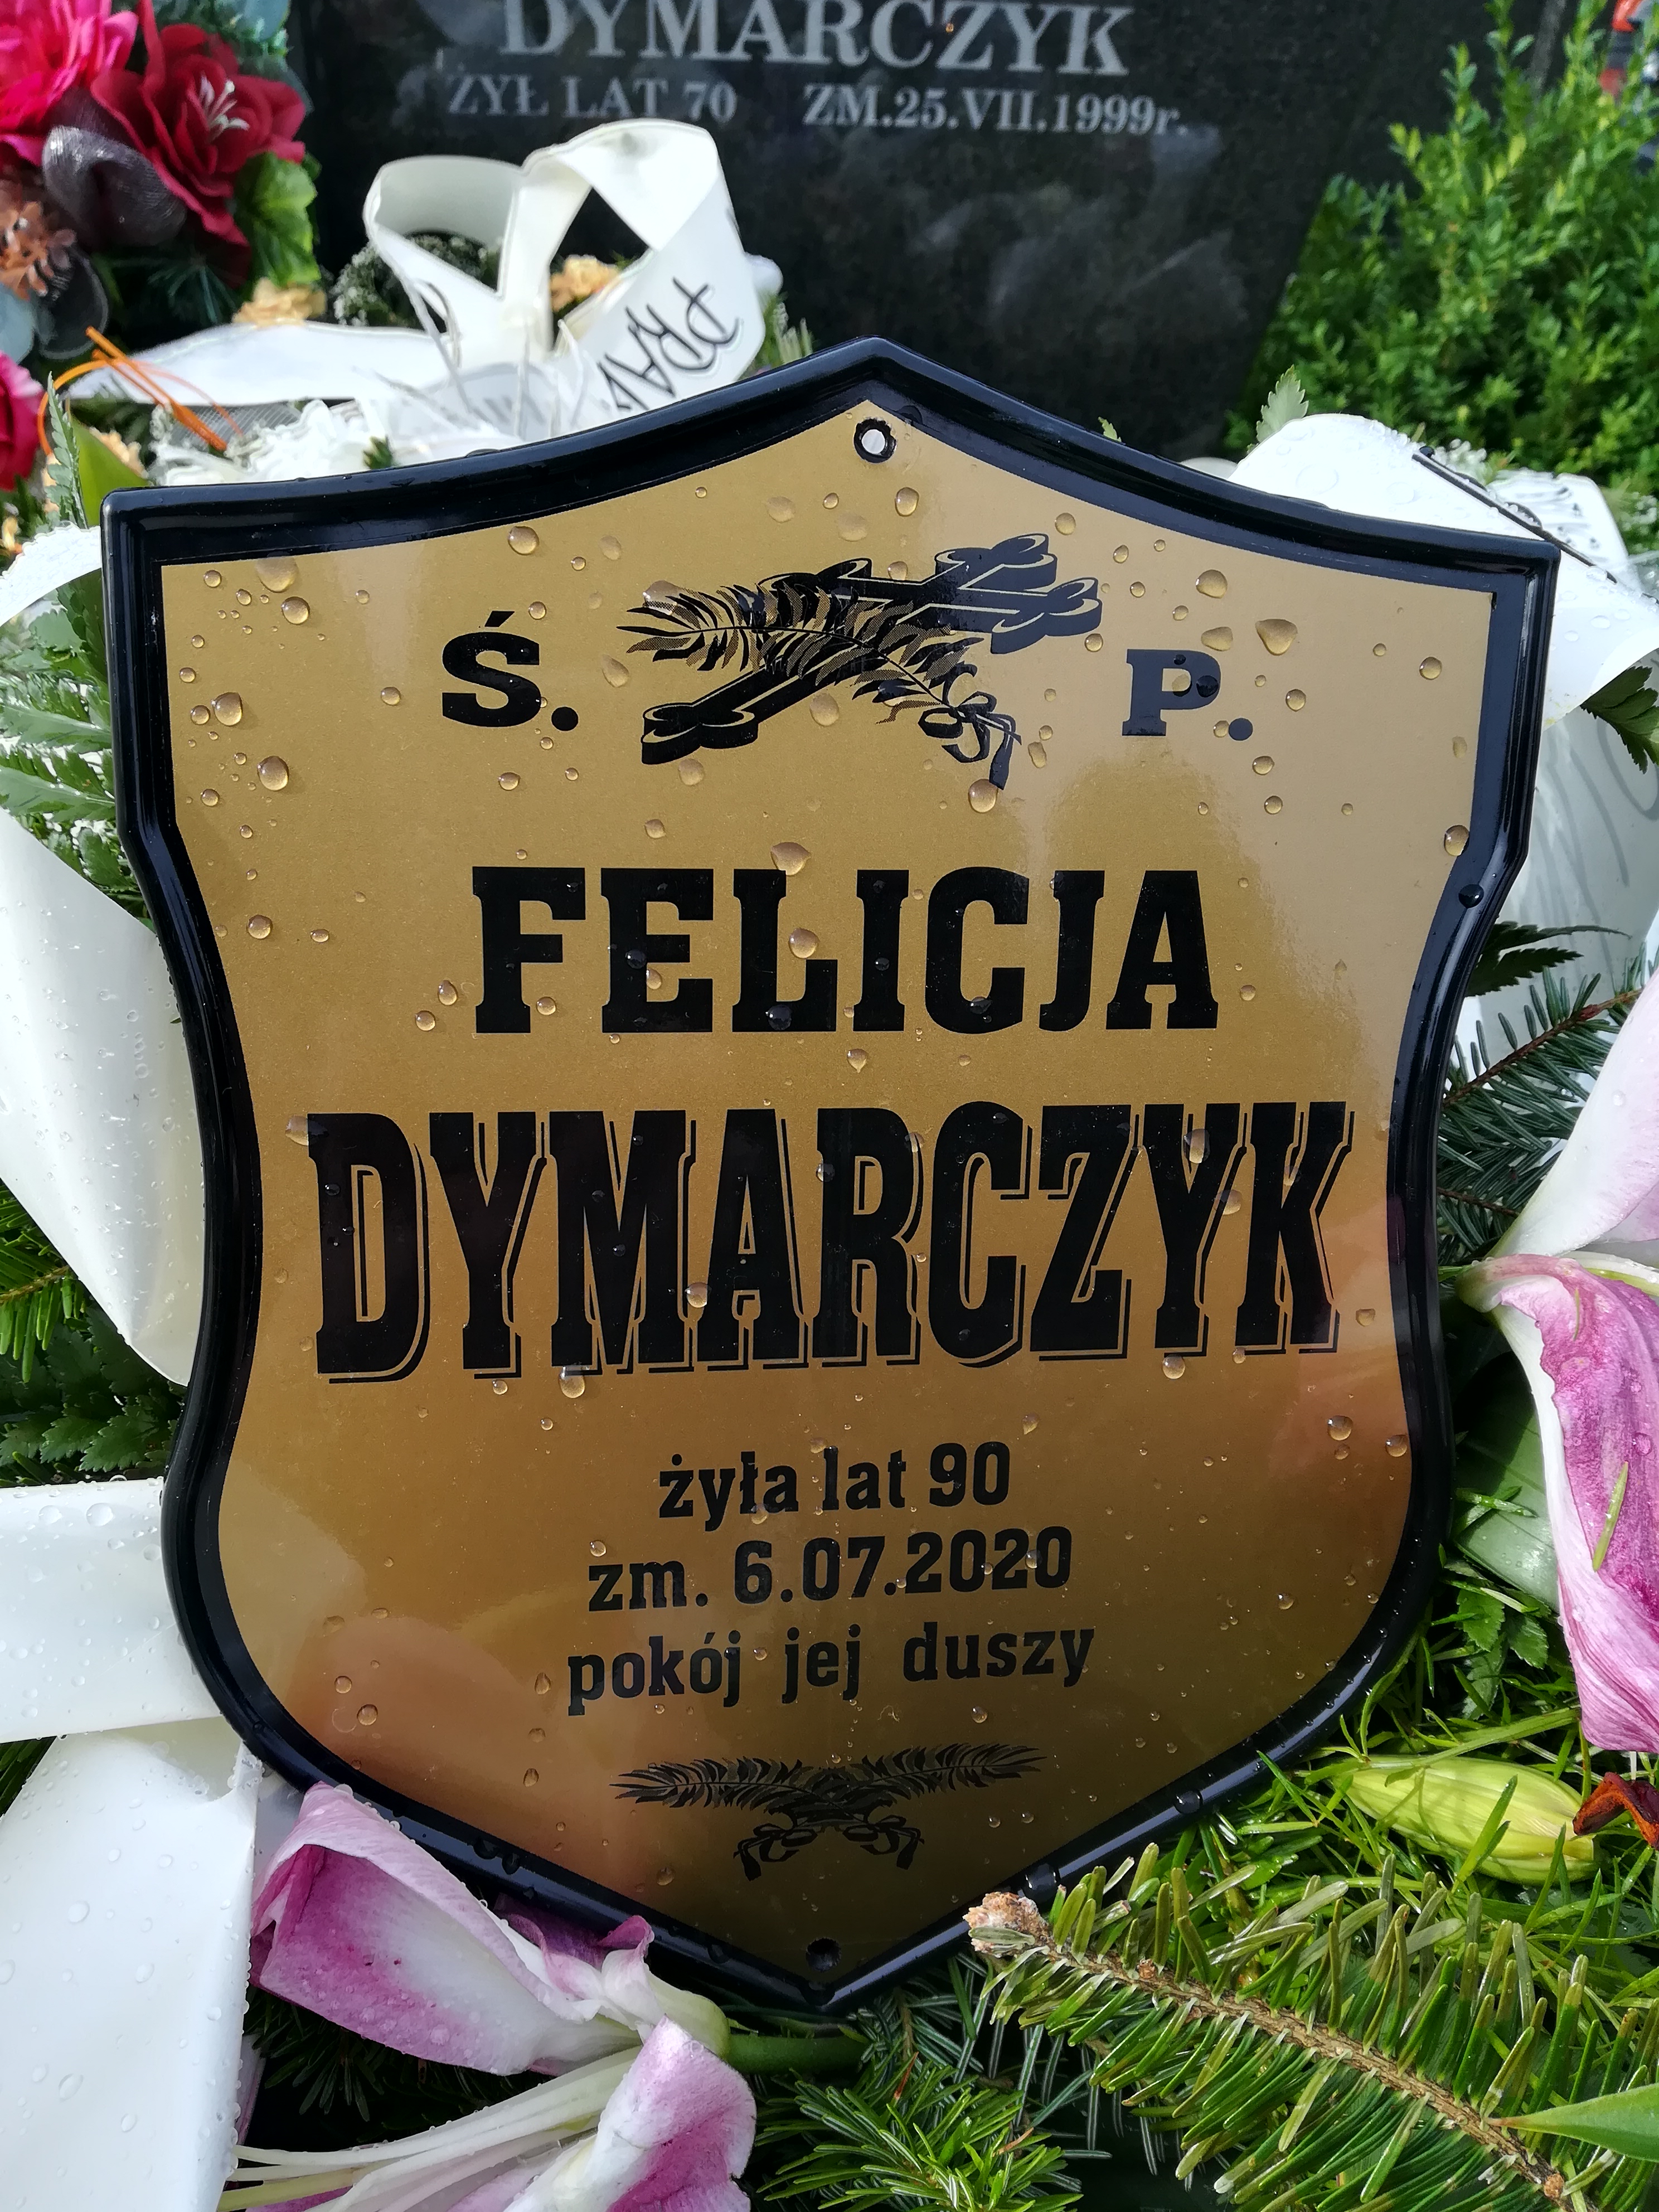 DYMARCZYK
ŻYŁ LAT 70 ZM.25.VII.1999r.
PRAW
Ś. P.
FELICJA
DYMARCZYK
żyła lat 90
zm. 6.07.2020
pokój jej duszy